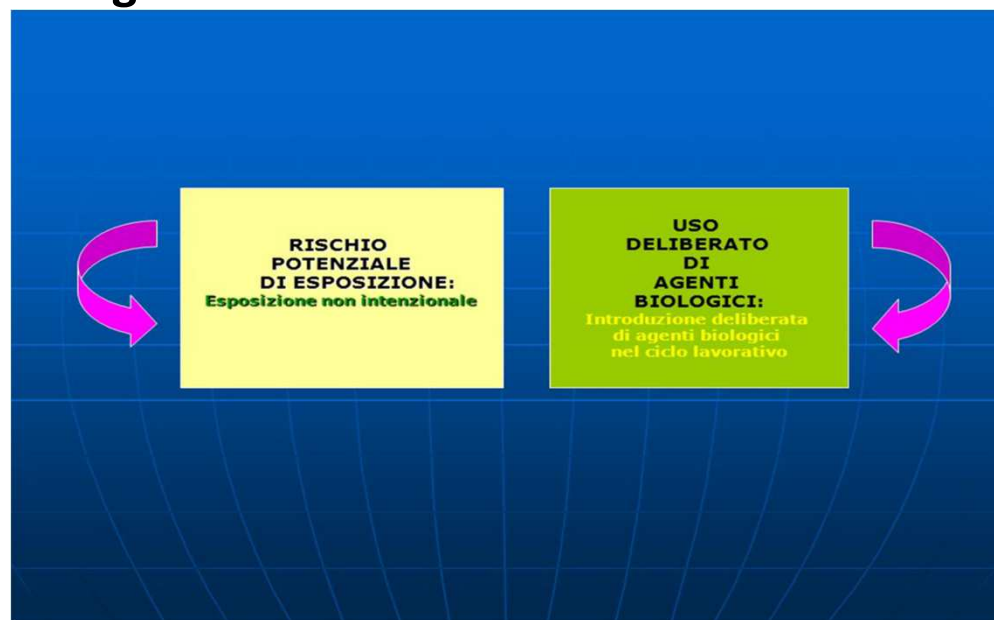 RISCHIO
POTENZIALE
DI ESPOSIZIONE:
Esposizione non intenzionale
USO
DELIBERATO
DI
AGENTI
BIOLOGICI:
Introduzione deliberata
di agenti biologici
nel ciclo lavorativo